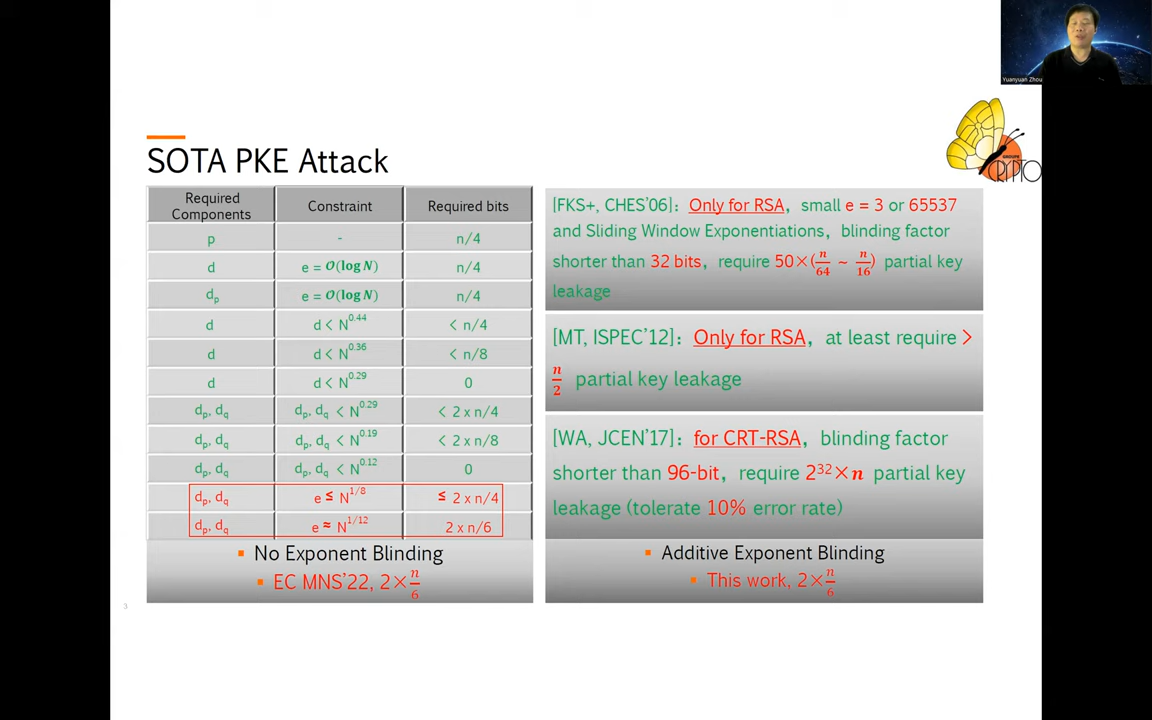 Yuanyuan Zhou
CRYPTO
SOTA PKE Attack
Required Components | Constraint | Required bits
p | - | n/4
d | e = O(log N) | n/4
dp | e = O(log N) | n/4
d | d < N^0.44 | < n/4
d | d < N^0.36 | < n/8
d | d < N^0.29 | 0
dp, dq | dp, dq < N^0.29 | < 2 x n/4
dp, dq | dp, dq < N^0.19 | < 2 x n/8
dp, dq | dp, dq < N^0.12 | 0
dp, dq | e ≤ N^1/8 | ≤ 2 x n/4
dp, dq | e ≈ N^1/12 | 2 x n/6
▪ No Exponent Blinding
▪ EC MNS'22, 2×n/6
[FKS+, CHES'06]: Only for RSA, small e = 3 or 65537
and Sliding Window Exponentiations, blinding factor
shorter than 32 bits, require 50×(n/64 ~ n/16) partial key
leakage
[MT, ISPEC'12]: Only for RSA, at least require >
n/2 partial key leakage
[WA, JCEN'17]: for CRT-RSA, blinding factor
shorter than 96-bit, require 2^32×n partial key
leakage (tolerate 10% error rate)
▪ Additive Exponent Blinding
▪ This work, 2×n/6
3